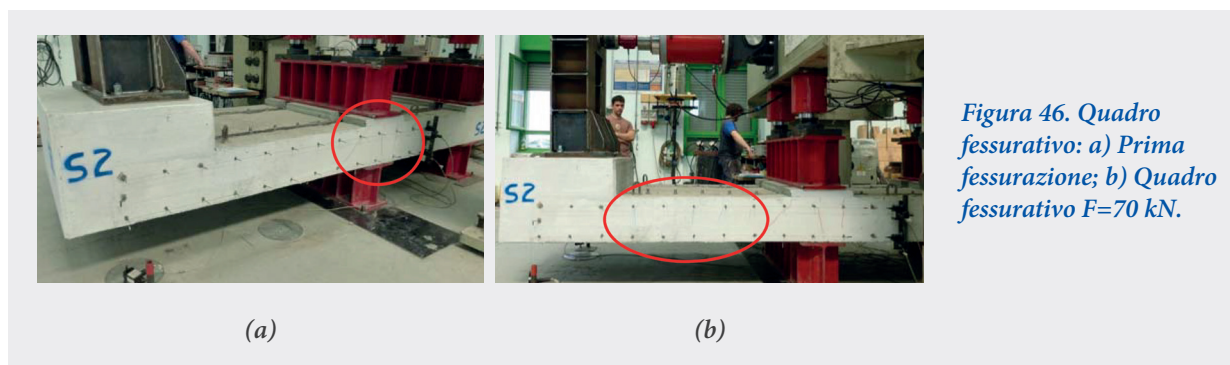 S2
S2
S2
Figura 46. Quadro
fessurativo: a) Prima
fessurazione; b) Quadro
fessurativo F=70 kN.
(a)
(b)